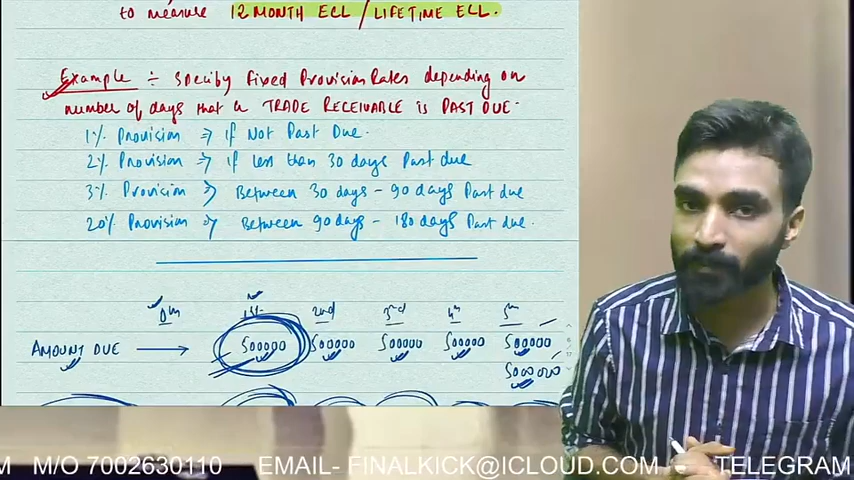 to measure 12 MONTH ECL / LIFETIME ECL.
Example ÷ Specify Fixed Provision Rates depending on
number of days that a TRADE RECEIVABLE is PAST DUE-
1% Provision ⇒ if Not Past Due.
2% Provision ⇒ if less than 30 days Past due
3% Provision ⇒ Between 30 days - 90 days Past due
20% Provision ⇒ Between 90 days - 180 days Past due.
1st 2nd 3rd 4th 5th
AMOUNT DUE → 500000 500000 500000 500000 500000
5000000
M M/O 7002630110 EMAIL- FINALKICK@ICLOUD.COM TELEGRAM